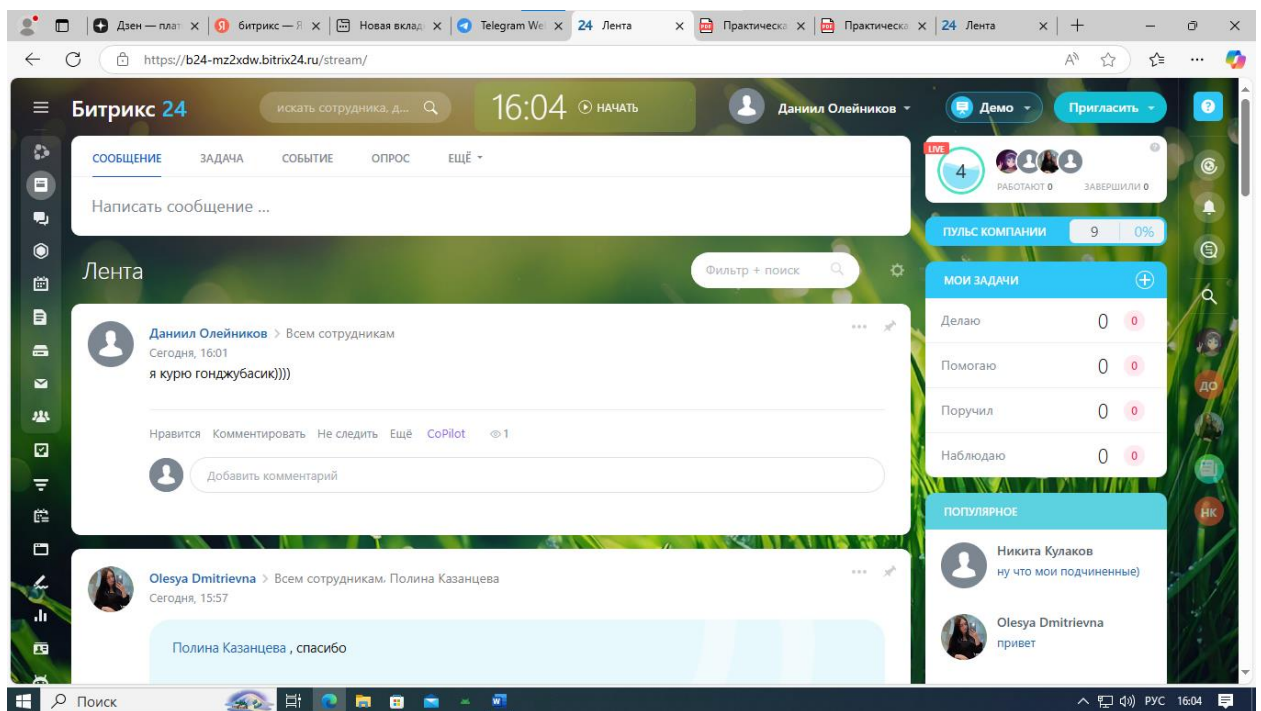 Дзен — плат
битрикс — Я
Новая вклад
Telegram We
24 Лента
Практическа
Практическа
24 Лента
https://b24-mz2xdw.bitrix24.ru/stream/
Битрикс 24
искать сотрудника, д...
16:04 НАЧАТЬ
Даниил Олейников
Демо
Пригласить
СООБЩЕНИЕ ЗАДАЧА СОБЫТИЕ ОПРОС ЕЩЁ
Написать сообщение ...
LIVE
4
РАБОТАЮТ 0 ЗАВЕРШИЛИ 0
ПУЛЬС КОМПАНИИ 9 0%
Лента
Фильтр + поиск
МОИ ЗАДАЧИ
Делаю 0 0
Помогаю 0 0
Поручил 0 0
Наблюдаю 0 0
Даниил Олейников > Всем сотрудникам
Сегодня, 16:01
я курю гонджубасик))))
Нравится Комментировать Не следить Ещё CoPilot 1
Добавить комментарий
ПОПУЛЯРНОЕ
Никита Кулаков
ну что мои подчиненные)
Olesya Dmitrievna
привет
Olesya Dmitrievna > Всем сотрудникам, Полина Казанцева
Сегодня, 15:57
Полина Казанцева , спасибо
ДО
НК
Поиск
РУС 16:04